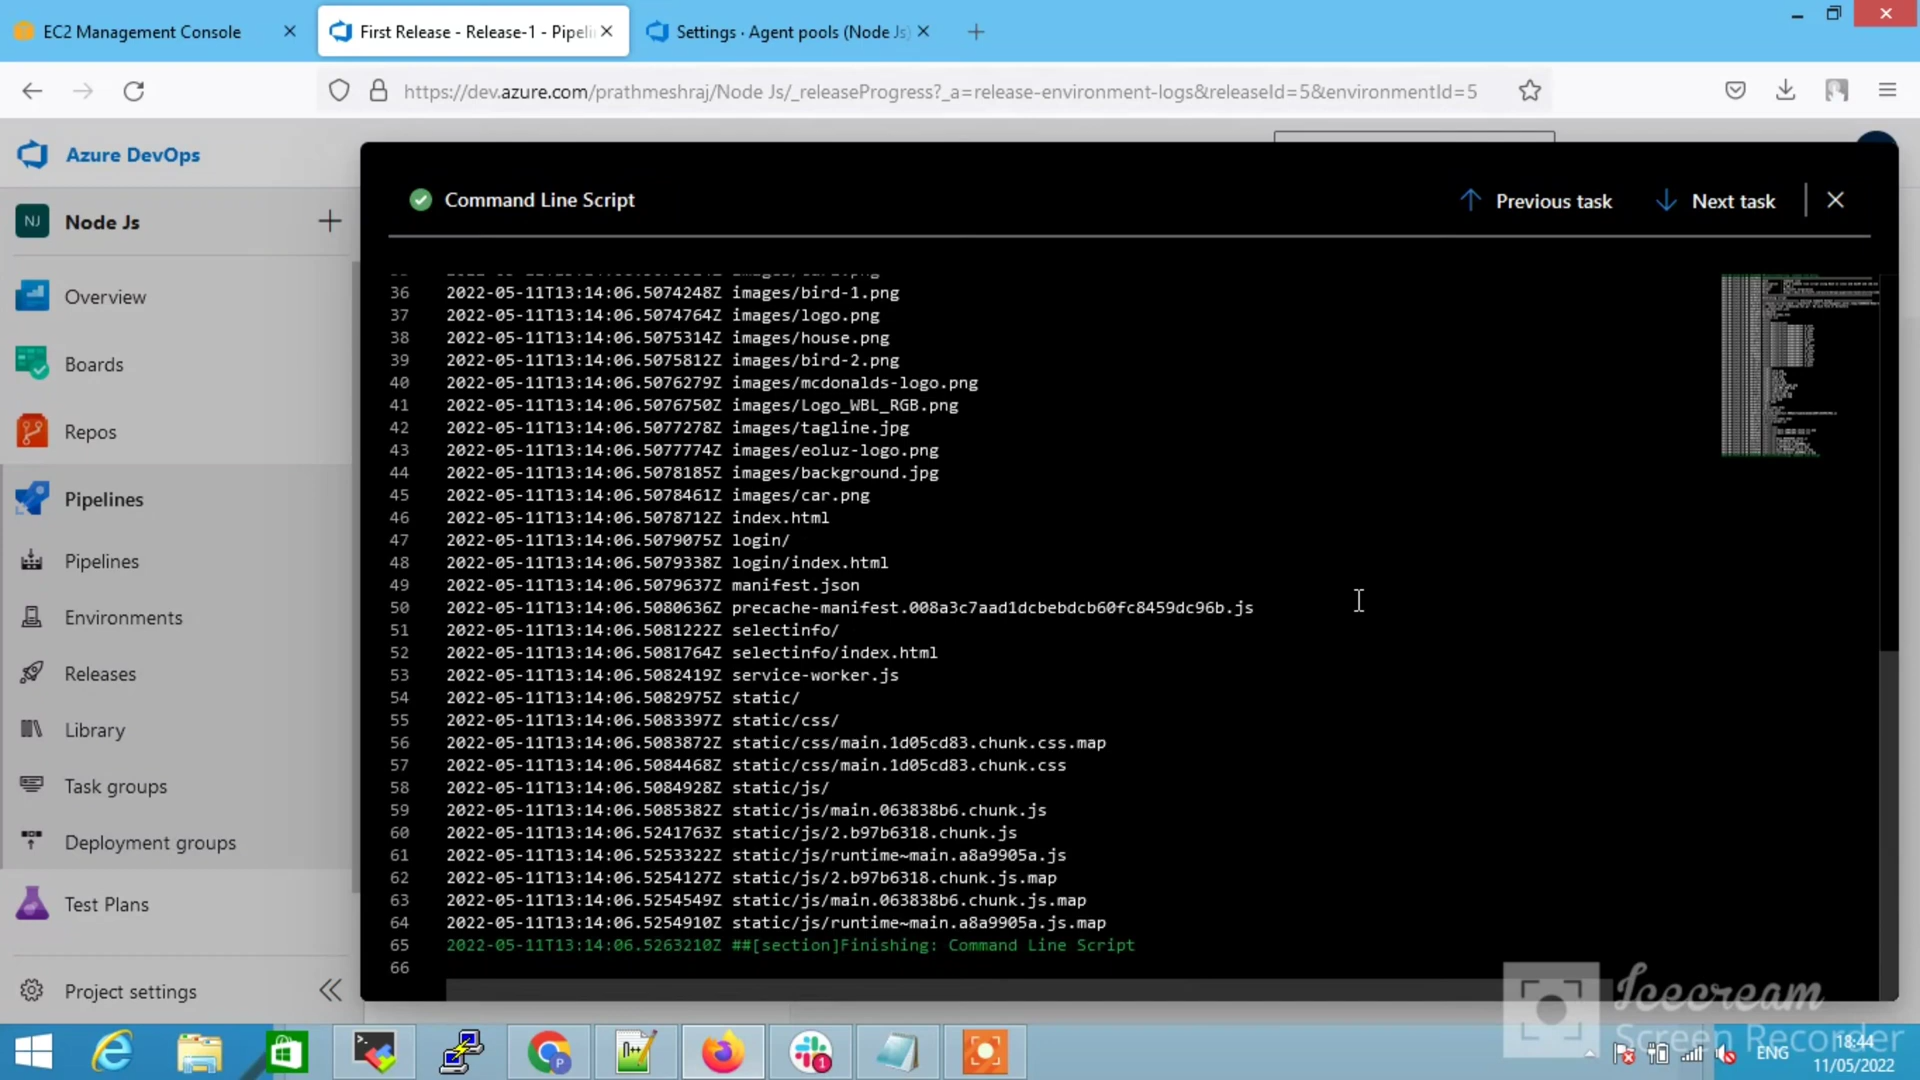 EC2 Management Console
First Release - Release-1 - Pipeli
Settings · Agent pools (Node Js)
https://dev.azure.com/prathmeshraj/Node Js/_releaseProgress?_a=release-environment-logs&releaseId=5&environmentId=5
Azure DevOps
NJ Node Js
Overview
Boards
Repos
Pipelines
Pipelines
Environments
Releases
Library
Task groups
Deployment groups
Test Plans
Project settings
Command Line Script
Previous task
Next task
36 2022-05-11T13:14:06.5074248Z images/bird-1.png
37 2022-05-11T13:14:06.5074764Z images/logo.png
38 2022-05-11T13:14:06.5075314Z images/house.png
39 2022-05-11T13:14:06.5075812Z images/bird-2.png
40 2022-05-11T13:14:06.5076279Z images/mcdonalds-logo.png
41 2022-05-11T13:14:06.5076750Z images/Logo_WBL_RGB.png
42 2022-05-11T13:14:06.5077278Z images/tagline.jpg
43 2022-05-11T13:14:06.5077774Z images/eoluz-logo.png
44 2022-05-11T13:14:06.5078185Z images/background.jpg
45 2022-05-11T13:14:06.5078461Z images/car.png
46 2022-05-11T13:14:06.5078712Z index.html
47 2022-05-11T13:14:06.5079075Z login/
48 2022-05-11T13:14:06.5079338Z login/index.html
49 2022-05-11T13:14:06.5079637Z manifest.json
50 2022-05-11T13:14:06.5080636Z precache-manifest.008a3c7aad1dcbebdcb60fc8459dc96b.js
51 2022-05-11T13:14:06.5081222Z selectinfo/
52 2022-05-11T13:14:06.5081764Z selectinfo/index.html
53 2022-05-11T13:14:06.5082419Z service-worker.js
54 2022-05-11T13:14:06.5082975Z static/
55 2022-05-11T13:14:06.5083397Z static/css/
56 2022-05-11T13:14:06.5083872Z static/css/main.1d05cd83.chunk.css.map
57 2022-05-11T13:14:06.5084468Z static/css/main.1d05cd83.chunk.css
58 2022-05-11T13:14:06.5084928Z static/js/
59 2022-05-11T13:14:06.5085382Z static/js/main.063838b6.chunk.js
60 2022-05-11T13:14:06.5241763Z static/js/2.b97b6318.chunk.js
61 2022-05-11T13:14:06.5253322Z static/js/runtime~main.a8a9905a.js
62 2022-05-11T13:14:06.5254127Z static/js/2.b97b6318.chunk.js.map
63 2022-05-11T13:14:06.5254549Z static/js/main.063838b6.chunk.js.map
64 2022-05-11T13:14:06.5254910Z static/js/runtime~main.a8a9905a.js.map
65 2022-05-11T13:14:06.5263210Z ##[section]Finishing: Command Line Script
66
Icecream
Screen Recorder
ENG
18:44
11/05/2022